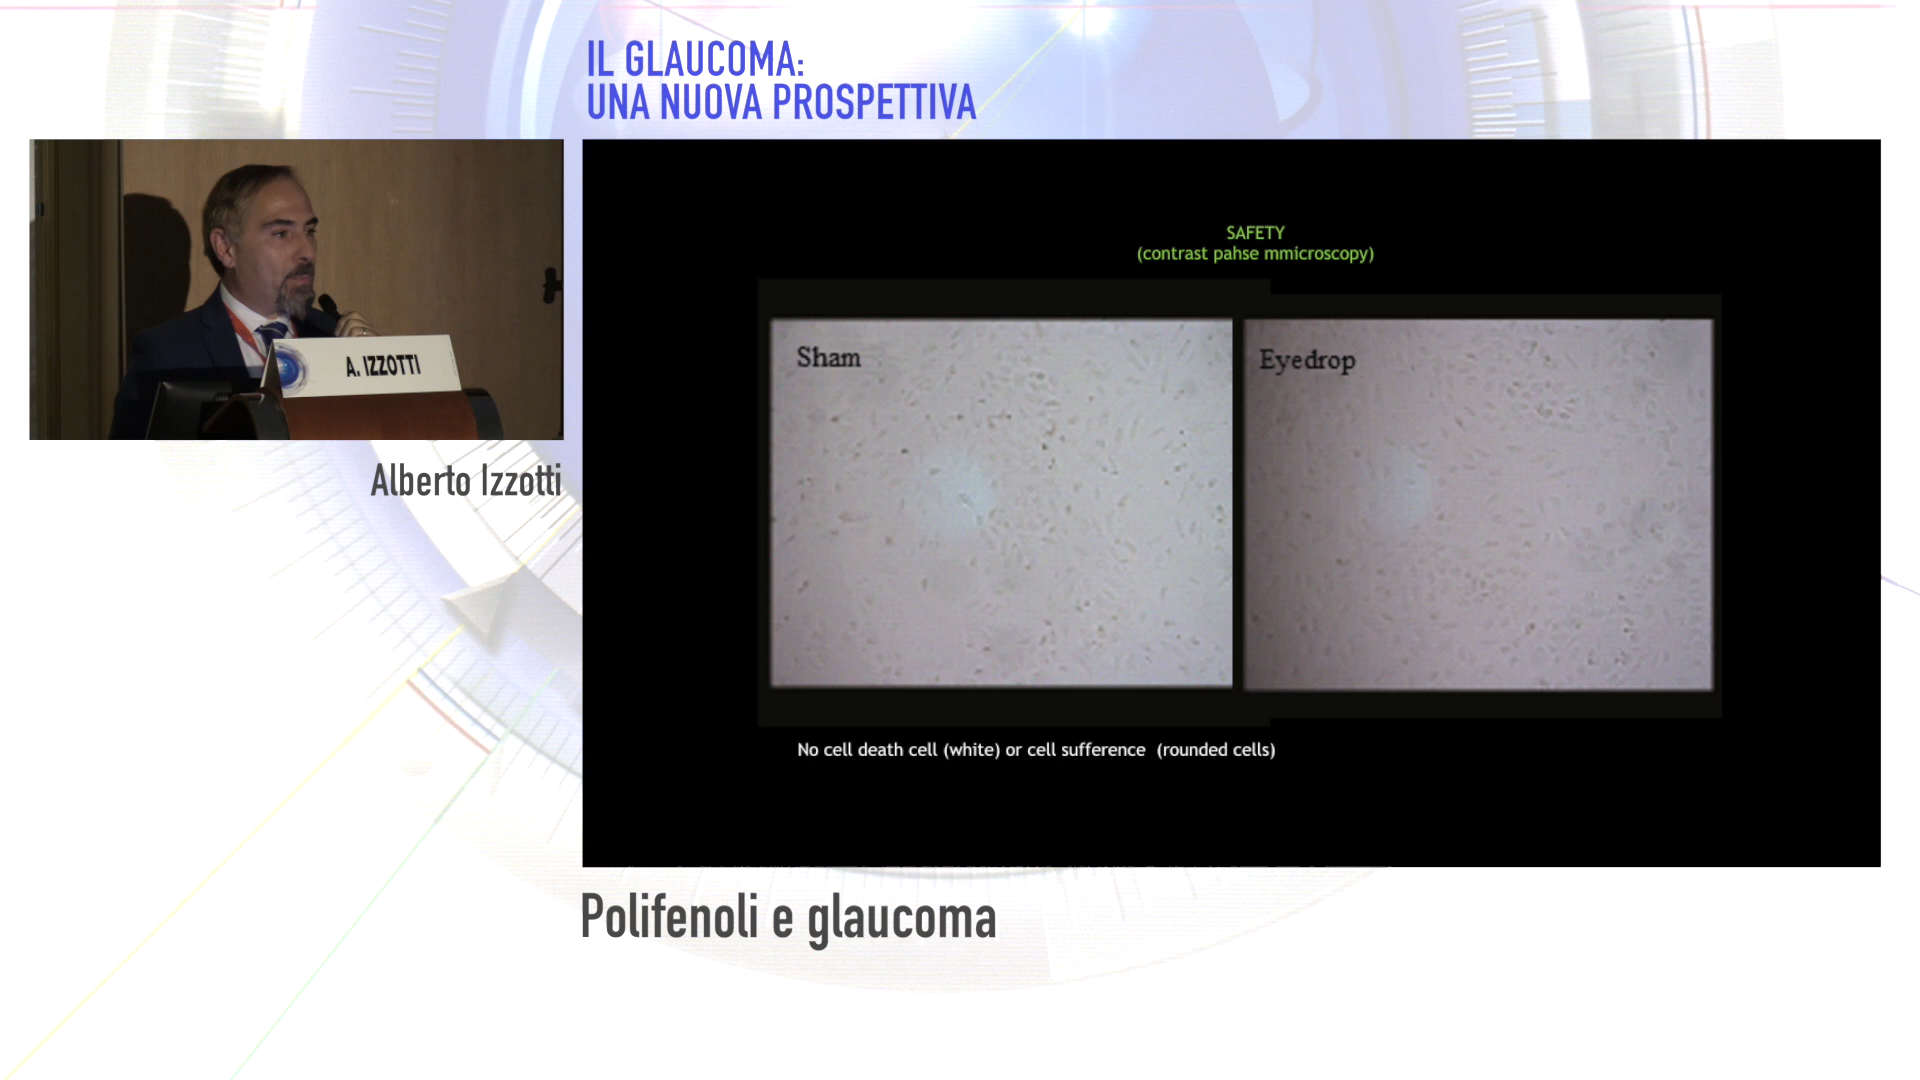 IL GLAUCOMA:
UNA NUOVA PROSPETTIVA
A. IZZOTTI
Alberto Izzotti
SAFETY
(contrast pahse mmicroscopy)
Sham
Eyedrop
No cell death cell (white) or cell sufference (rounded cells)
Polifenoli e glaucoma